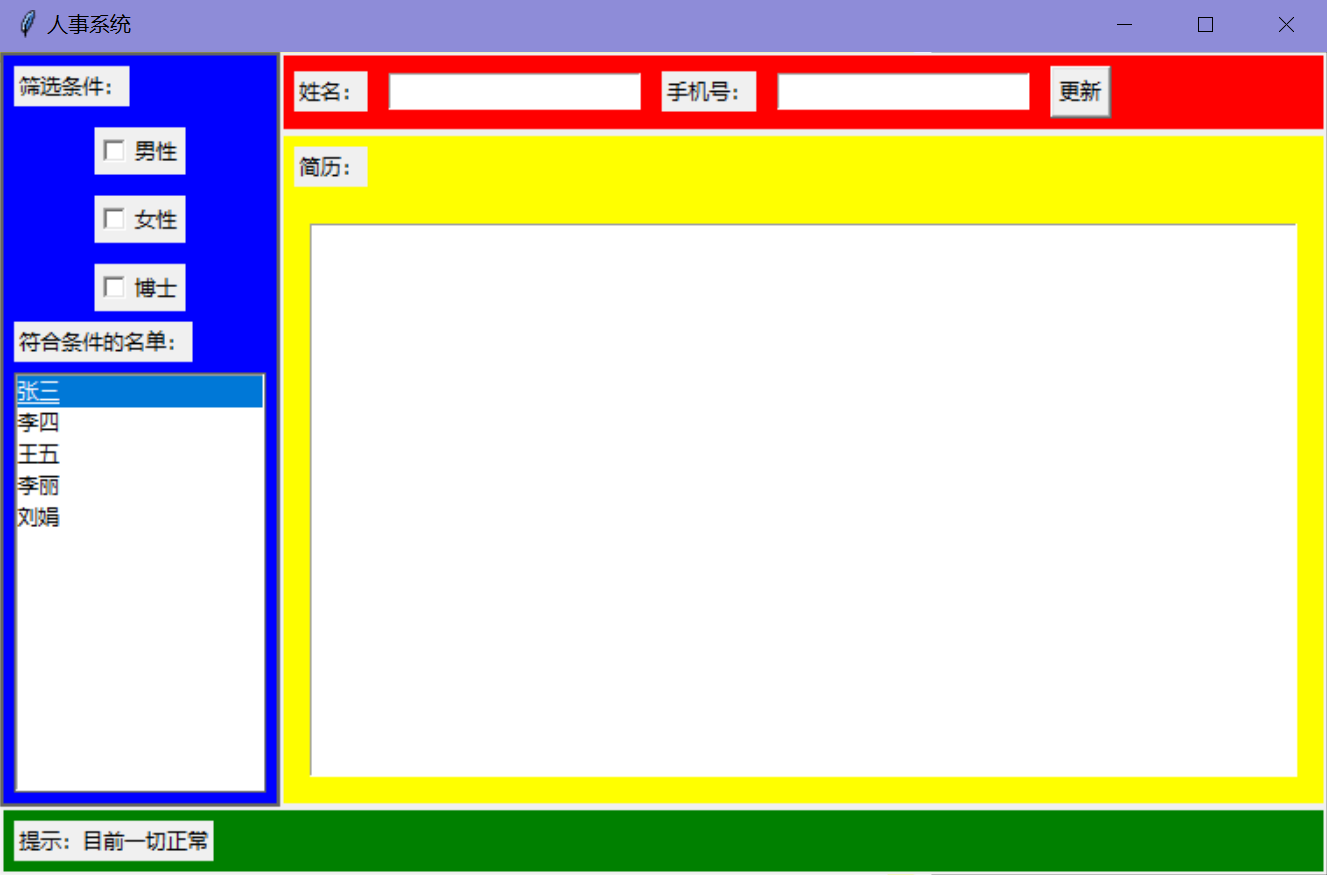 人事系统
筛选条件：
男性
女性
博士
符合条件的名单：
张三
李四
王五
李丽
刘娟
姓名： 手机号： 更新
简历：
提示：目前一切正常